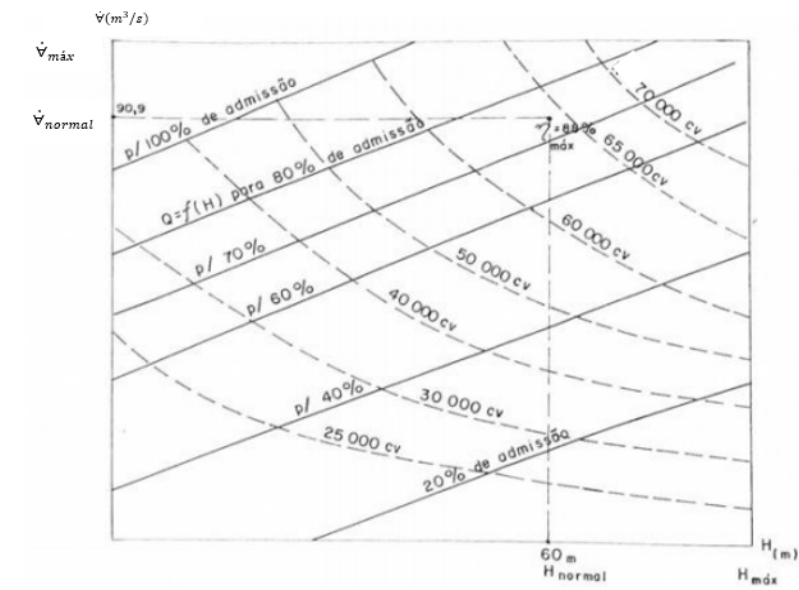 ∀̇(m³/s)
∀̇máx
90,9
∀̇normal
p/100% de admissão
Q=f(H) para 80% de admissão
p/ 70%
p/ 60%
p/ 40%
20% de admissão
70 000 cv
65 000 cv
60 000 cv
50 000 cv
40 000 cv
30 000 cv
25 000 cv
máx
60 m
H normal
H(m)
H máx